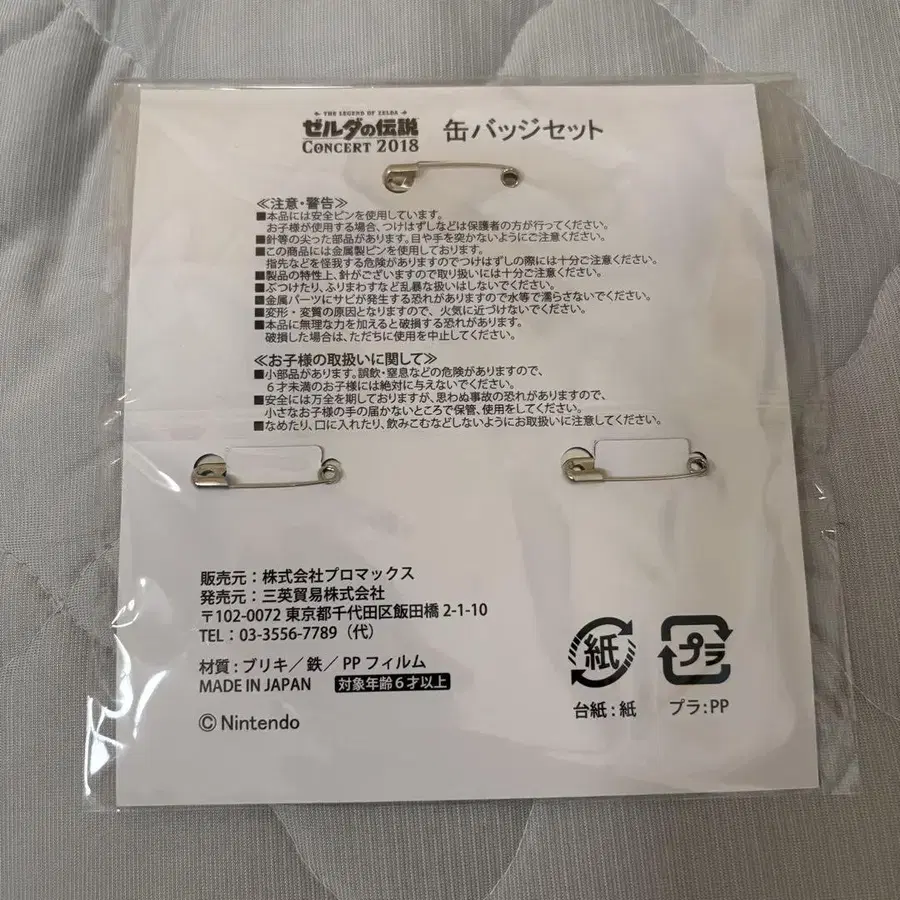 THE LEGEND OF ZELDA
ゼルダの伝説
CONCERT 2018
缶バッジセット
≪注意・警告≫
■本品には安全ピンを使用しています。
お子様が使用する場合、つけはずしなどは保護者の方が行ってください。
■針等の尖った部品があります。目や手を突かないようにご注意ください。
■この商品には金属製ピンを使用しております。
指先などを怪我する危険がありますのでつけはずしの際には十分ご注意ください。
■製品の特性上、針がございますので取り扱いには十分ご注意ください。
■ぶつけたり、ふりまわすなど乱暴な扱いはしないでください。
■金属パーツにサビが発生する恐れがありますので水等で濡らさないでください。
■変形・変質の原因となりますので、火気に近づけないでください。
■本品に無理な力を加えると破損する恐れがあります。
破損した場合は、ただちに使用を中止してください。
≪お子様の取扱いに関して≫
■小部品があります。誤飲・窒息などの危険がありますので、
6才未満のお子様には絶対に与えないでください。
■安全には万全を期しておりますが、思わぬ事故の恐れがありますので、
小さなお子様の手の届かないところで保管、使用をしてください。
■なめたり、口に入れたり、飲みこむなどしないようにお取扱いに注意してください。
販売元：株式会社プロマックス
発売元：三英貿易株式会社
〒102-0072 東京都千代田区飯田橋 2-1-10
TEL：03-3556-7789（代）
材質：ブリキ／鉄／PP フィルム
MADE IN JAPAN 対象年齢6才以上
© Nintendo
紙
台紙：紙
プラ
プラ：PP